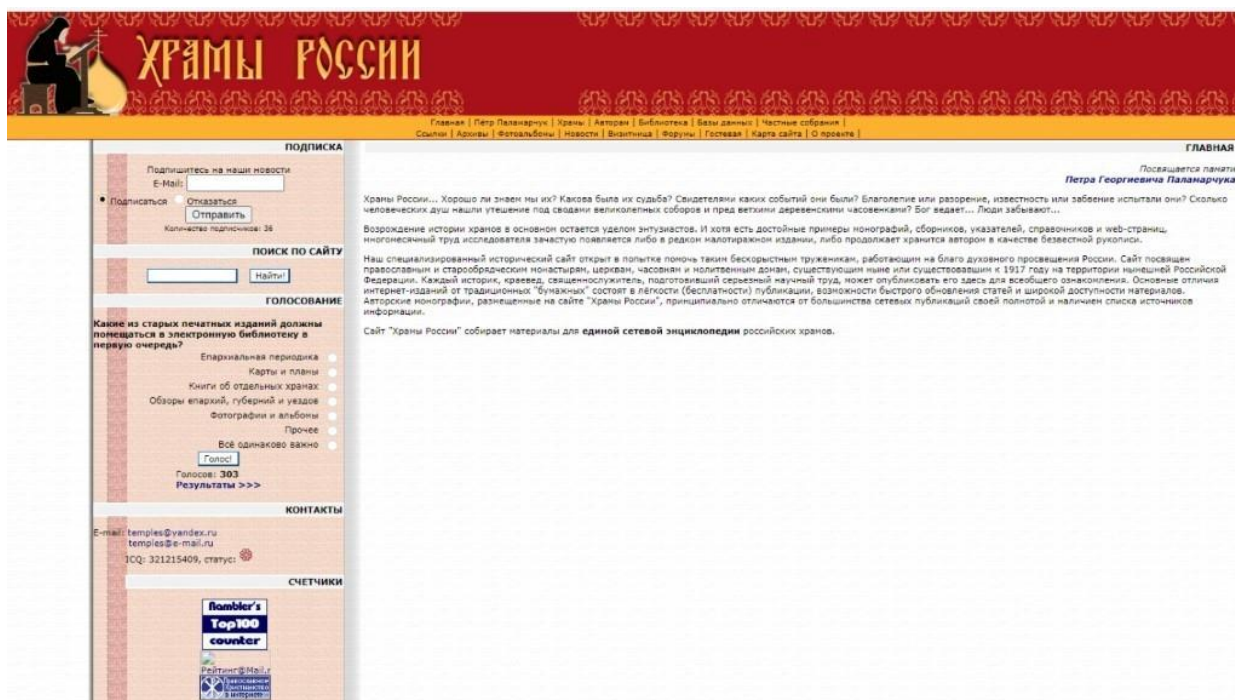 ХРАМЫ РОССИИ
Главная | Пётр Паламарчук | Храмы | Авторам | Библиотека | Базы данных | Частные собрания |
Ссылки | Архивы | Фотоальбомы | Новости | Визитница | Форумы | Гостевая | Карта сайта | О проекте |
ПОДПИСКА
Подпишитесь на наши новости
E-Mail:
Подписаться Отказаться
Отправить
Количество подписчиков: 36
ПОИСК ПО САЙТУ
Найти!
ГОЛОСОВАНИЕ
Какие из старых печатных изданий должны
помещаться в электронную библиотеку в
первую очередь?
Епархиальная периодика
Карты и планы
Книги об отдельных храмах
Обзоры епархий, губерний и уездов
Фотографии и альбомы
Прочее
Всё одинаково важно
Голос!
Голосов: 303
Результаты >>>
КОНТАКТЫ
E-mail: temples@yandex.ru
temples@e-mail.ru
ICQ: 321215409, статус:
СЧЕТЧИКИ
Rambler's
Top100
counter
Рейтинг@Mail.r
Православное
Христианство
в интернете
ГЛАВНАЯ
Посвящается памяти
Петра Георгиевича Паламарчука
Храмы России... Хорошо ли знаем мы их? Какова была их судьба? Свидетелями каких событий они были? Благолепие или разорение, известность или забвение испытали они? Сколько
человеческих душ нашли утешение под сводами великолепных соборов и пред ветхими деревенскими часовенками? Бог ведает... Люди забывают...
Возрождение истории храмов в основном остается уделом энтузиастов. И хотя есть достойные примеры монографий, сборников, указателей, справочников и web-страниц,
многомесячный труд исследователя зачастую появляется либо в редком малотиражном издании, либо продолжает хранится автором в качестве безвестной рукописи.
Наш специализированный исторический сайт открыт в попытке помочь таким бескорыстным труженикам, работающим на благо духовного просвещения России. Сайт посвящен
православным и старообрядческим монастырям, церквам, часовням и молитвенным домам, существующим ныне или существовавшим к 1917 году на территории нынешней Российской
Федерации. Каждый историк, краевед, священнослужитель, подготовивший серьезный научный труд, может опубликовать его здесь для всеобщего ознакомления. Основные отличия
интернет-изданий от традиционных "бумажных" состоят в лёгкости (бесплатности) публикации, возможности быстрого обновления статей и широкой доступности материалов.
Авторские монографии, размещенные на сайте "Храмы России", принципиально отличаются от большинства сетевых публикаций своей полнотой и наличием списка источников
информации.
Сайт "Храмы России" собирает материалы для единой сетевой энциклопедии российских храмов.